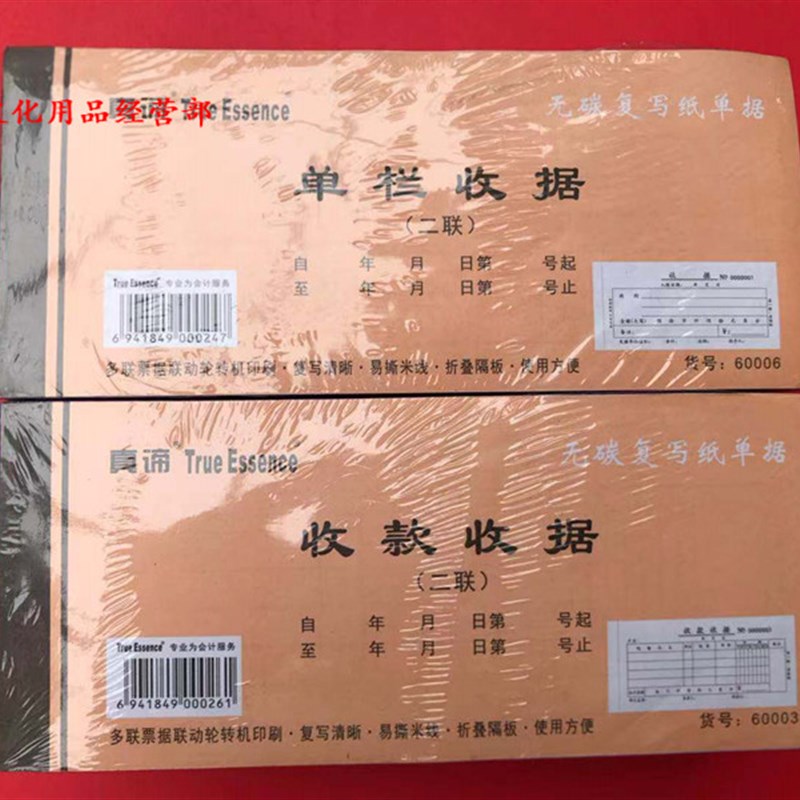 化用品经营部
真谛 True Essence
无碳复写纸单据
单栏收据
（二联）
自 年 月 日第 号起
至 年 月 日第 号止
True Essence 专业为会计服务
6 941849 000247
收据 NO 0000001
多联票据联动轮转机印刷·复写清晰·易撕米线·折叠隔板·使用方便
货号：60006
真谛 True Essence
无碳复写纸单据
收款收据
（二联）
自 年 月 日第 号起
至 年 月 日第 号止
True Essence 专业为会计服务
6 941849 000261
收款收据
多联票据联动轮转机印刷·复写清晰·易撕米线·折叠隔板·使用方便
货号：60003